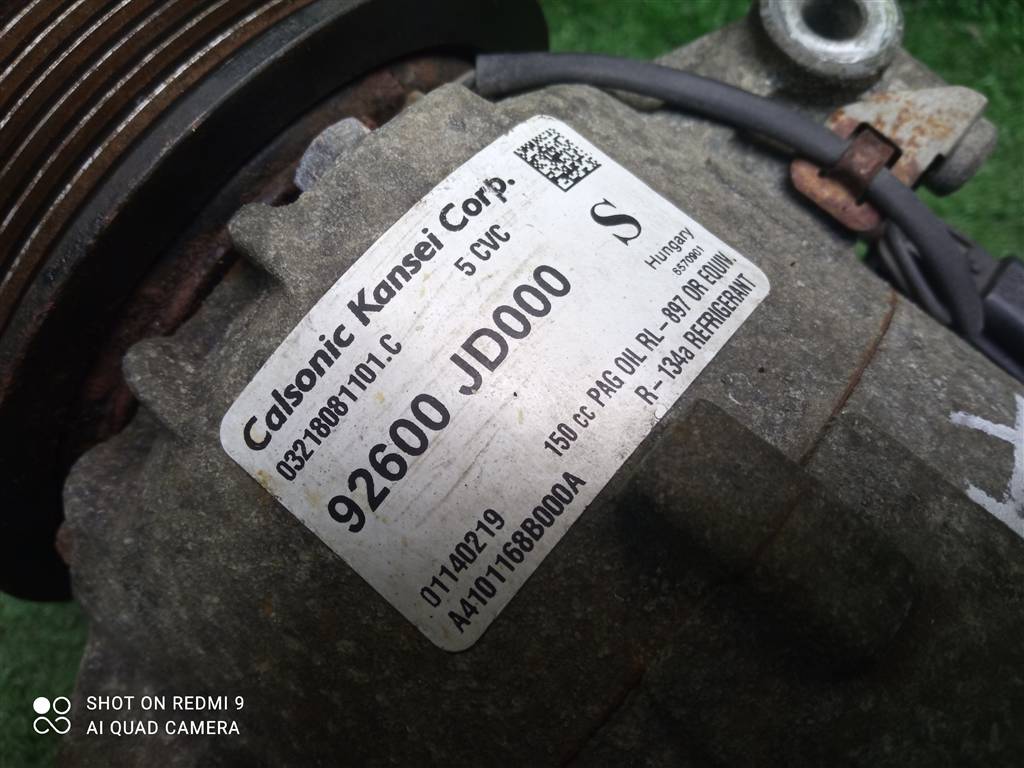 Calsonic Kansei Corp.
03218081101.C
5 CVC
S
92600 JD000
Hungary
6570901
150 cc PAG OIL RL-897 OR EQUIV.
R-134a REFRIGERANT
01140219
A4101168B000A
SHOT ON REDMI 9
AI QUAD CAMERA